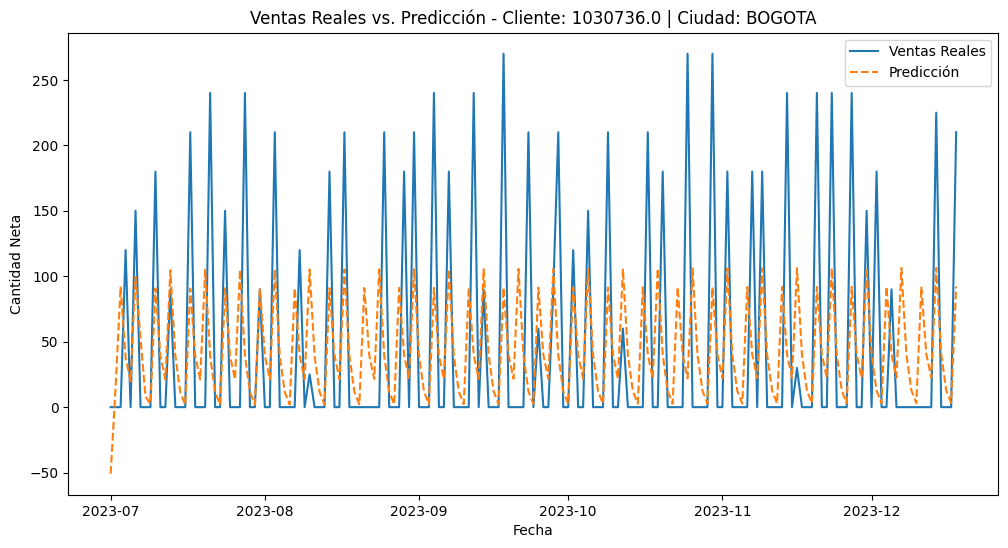 Ventas Reales vs. Predicción - Cliente: 1030736.0 | Ciudad: BOGOTA
Ventas Reales
Predicción
Cantidad Neta
250
200
150
100
50
0
−50
2023-07
2023-08
2023-09
2023-10
2023-11
2023-12
Fecha